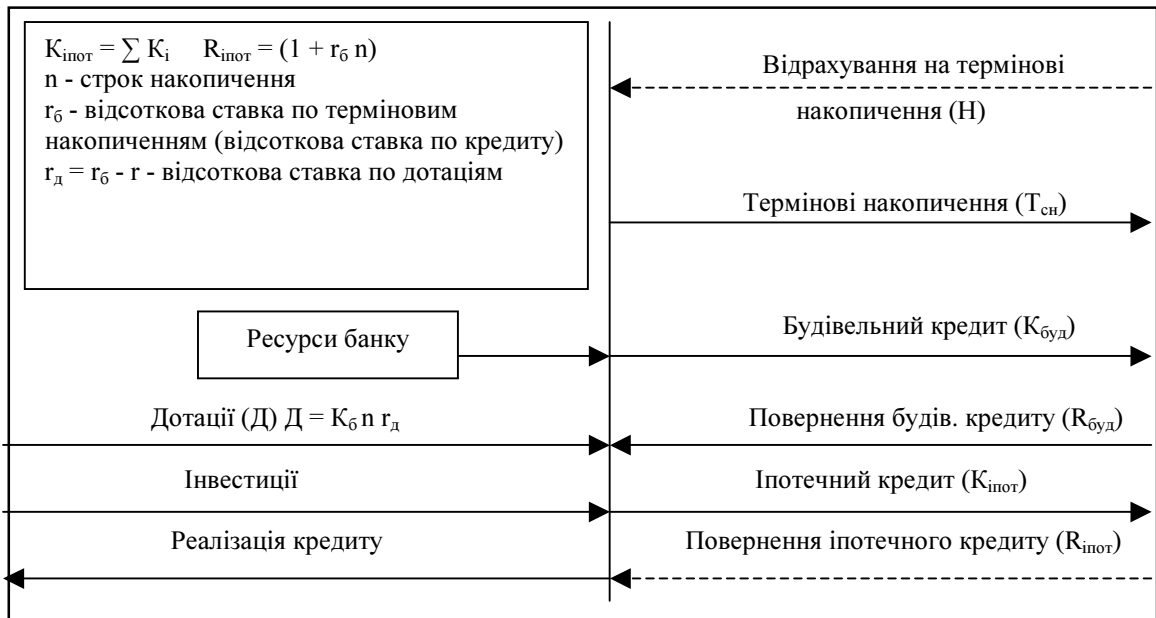 Кіпот = ∑ Кі Rіпот = (1 + rб n)
n - строк накопичення
rб - відсоткова ставка по терміновим
накопиченням (відсоткова ставка по кредиту)
rд = rб - r - відсоткова ставка по дотаціям
Відрахування на термінові
накопичення (Н)
Термінові накопичення (Тсн)
Ресурси банку
Будівельний кредит (Кбуд)
Дотації (Д) Д = Кб n rд
Повернення будів. кредиту (Rбуд)
Інвестиції
Іпотечний кредит (Кіпот)
Реалізація кредиту
Повернення іпотечного кредиту (Rіпот)